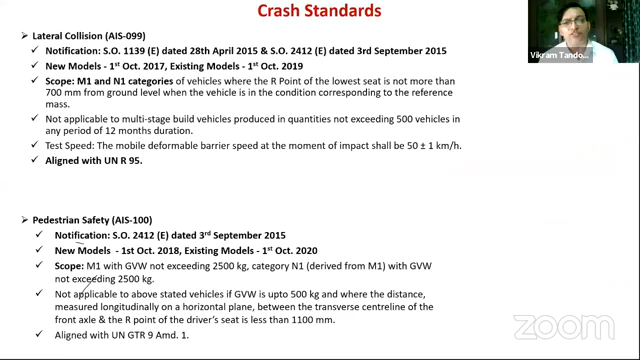 Crash Standards
Lateral Collision (AIS-099)
Notification: S.O. 1139 (E) dated 28th April 2015 & S.O. 2412 (E) dated 3rd September 2015
New Models - 1st Oct. 2017, Existing Models - 1st Oct. 2019
Scope: M1 and N1 categories of vehicles where the R Point of the lowest seat is not more than
700 mm from ground level when the vehicle is in the condition corresponding to the reference
mass.
Not applicable to multi-stage build vehicles produced in quantities not exceeding 500 vehicles in
any period of 12 months duration.
Test Speed: The mobile deformable barrier speed at the moment of impact shall be 50 ± 1 km/h.
Aligned with UN R 95.
Pedestrian Safety (AIS-100)
Notification: S.O. 2412 (E) dated 3rd September 2015
New Models - 1st Oct. 2018, Existing Models - 1st Oct. 2020
Scope: M1 with GVW not exceeding 2500 kg, category N1 (derived from M1) with GVW
not exceeding 2500 kg.
Not applicable to above stated vehicles if GVW is upto 500 kg and where the distance,
measured longitudinally on a horizontal plane, between the transverse centreline of the
front axle & the R point of the driver's seat is less than 1100 mm.
Aligned with UN GTR 9 Amd. 1.
Vikram Tando...
zoom